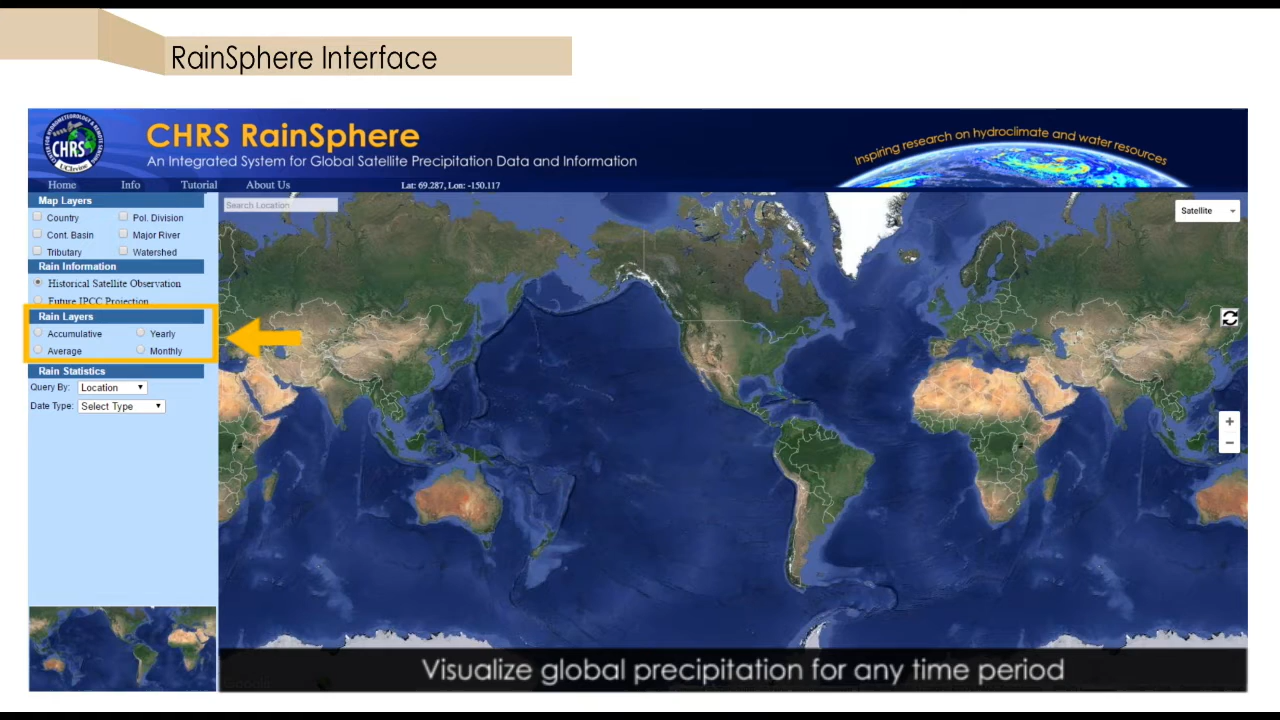 RainSphere Interface
CHRS
UCIrvine
CHRS RainSphere
An Integrated System for Global Satellite Precipitation Data and Information
Inspiring research on hydroclimate and water resources
Home Info Tutorial About Us Lat: 69.287, Lon: -150.117
Map Layers
Country Pol. Division
Cont. Basin Major River
Tributary Watershed
Rain Information
Historical Satellite Observation
Future IPCC Projection
Rain Layers
Accumulative Yearly
Average Monthly
Rain Statistics
Query By: Location
Date Type: Select Type
Search Location
Satellite
+
−
Visualize global precipitation for any time period